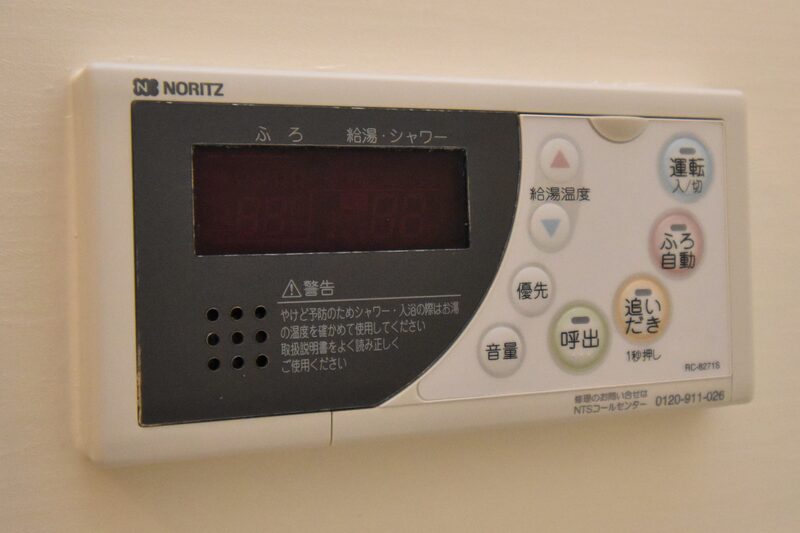 NORITZ
ふろ 給湯・シャワー
給湯温度
運転
入/切
ふろ
自動
優先
追い
だき
呼出
音量
1秒押し
RC-8271S
警告
やけど予防のためシャワー・入浴の際はお湯
の温度を確かめて使用してください
取扱説明書をよく読み正しく
ご使用ください
修理のお問い合せは
NTSコールセンター 0120-911-026